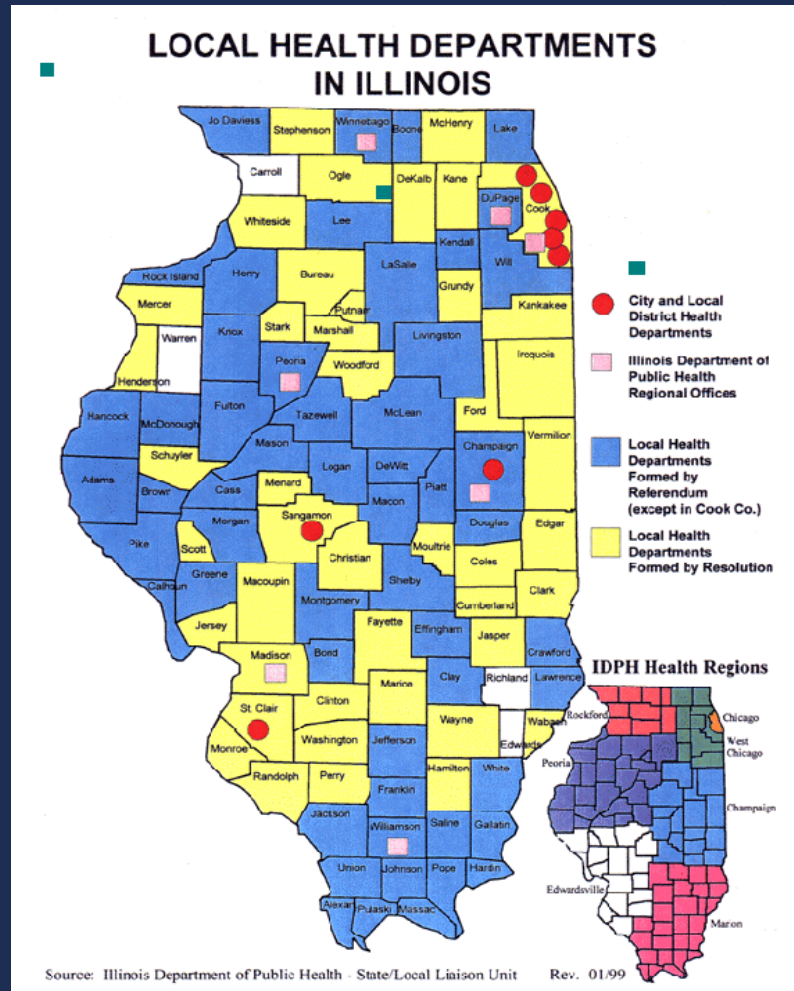 LOCAL HEALTH DEPARTMENTS
IN ILLINOIS
Jo Daviess
Stephenson
Winnebago
Boone
McHenry
Lake
Carroll
Ogle
DeKalb
Kane
DuPage
Cook
Whiteside
Lee
Kendall
Will
Rock Island
Henry
Bureau
LaSalle
Grundy
Mercer
Putnam
Kankakee
Warren
Knox
Stark
Marshall
Livingston
Henderson
Peoria
Woodford
Iroquois
Hancock
McDonough
Fulton
Tazewell
McLean
Ford
Mason
Vermilion
Schuyler
Champaign
Adams
Brown
Cass
Menard
Logan
DeWitt
Piatt
Macon
Morgan
Sangamon
Douglas
Edgar
Pike
Scott
Christian
Moultrie
Coles
Greene
Macoupin
Shelby
Clark
Calhoun
Montgomery
Cumberland
Jersey
Fayette
Effingham
Jasper
Crawford
Madison
Bond
Clay
Richland
Lawrence
Marion
Clinton
St. Clair
Wayne
Wabash
Edwards
Monroe
Washington
Jefferson
Randolph
Perry
Hamilton
White
Franklin
Jackson
Williamson
Saline
Gallatin
Union
Johnson
Pope
Hardin
Alexan
Pulaski
Massac
City and Local
District Health
Departments
Illinois Department of
Public Health
Regional Offices
Local Health
Departments
Formed by
Referendum
(except in Cook Co.)
Local Health
Departments
Formed by Resolution
IDPH Health Regions
Rockford
Chicago
West
Chicago
Peoria
Champaign
Edwardsville
Marion
Source: Illinois Department of Public Health - State/Local Liaison Unit Rev. 01/99